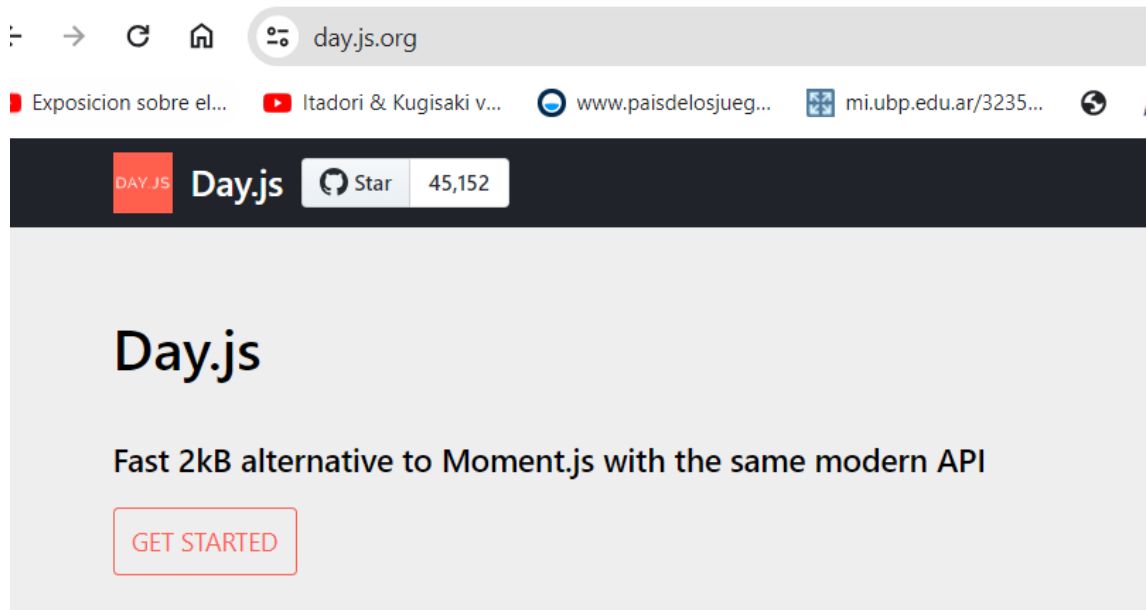 day.js.org
Exposicion sobre el... Itadori & Kugisaki v... www.paisdelosjueg... mi.ubp.edu.ar/3235...
DAY.JS Day.js Star 45,152
Day.js
Fast 2kB alternative to Moment.js with the same modern API
GET STARTED